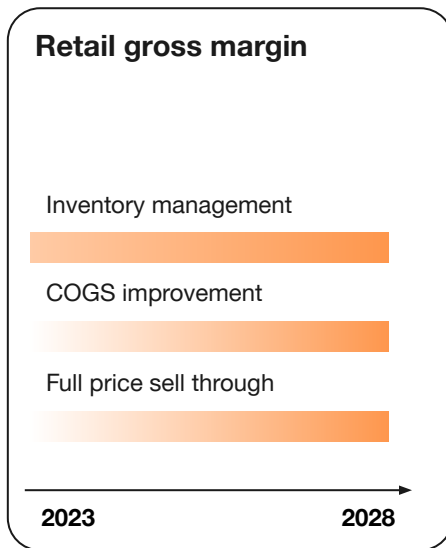 Retail gross margin
Inventory management
COGS improvement
Full price sell through
2023 2028